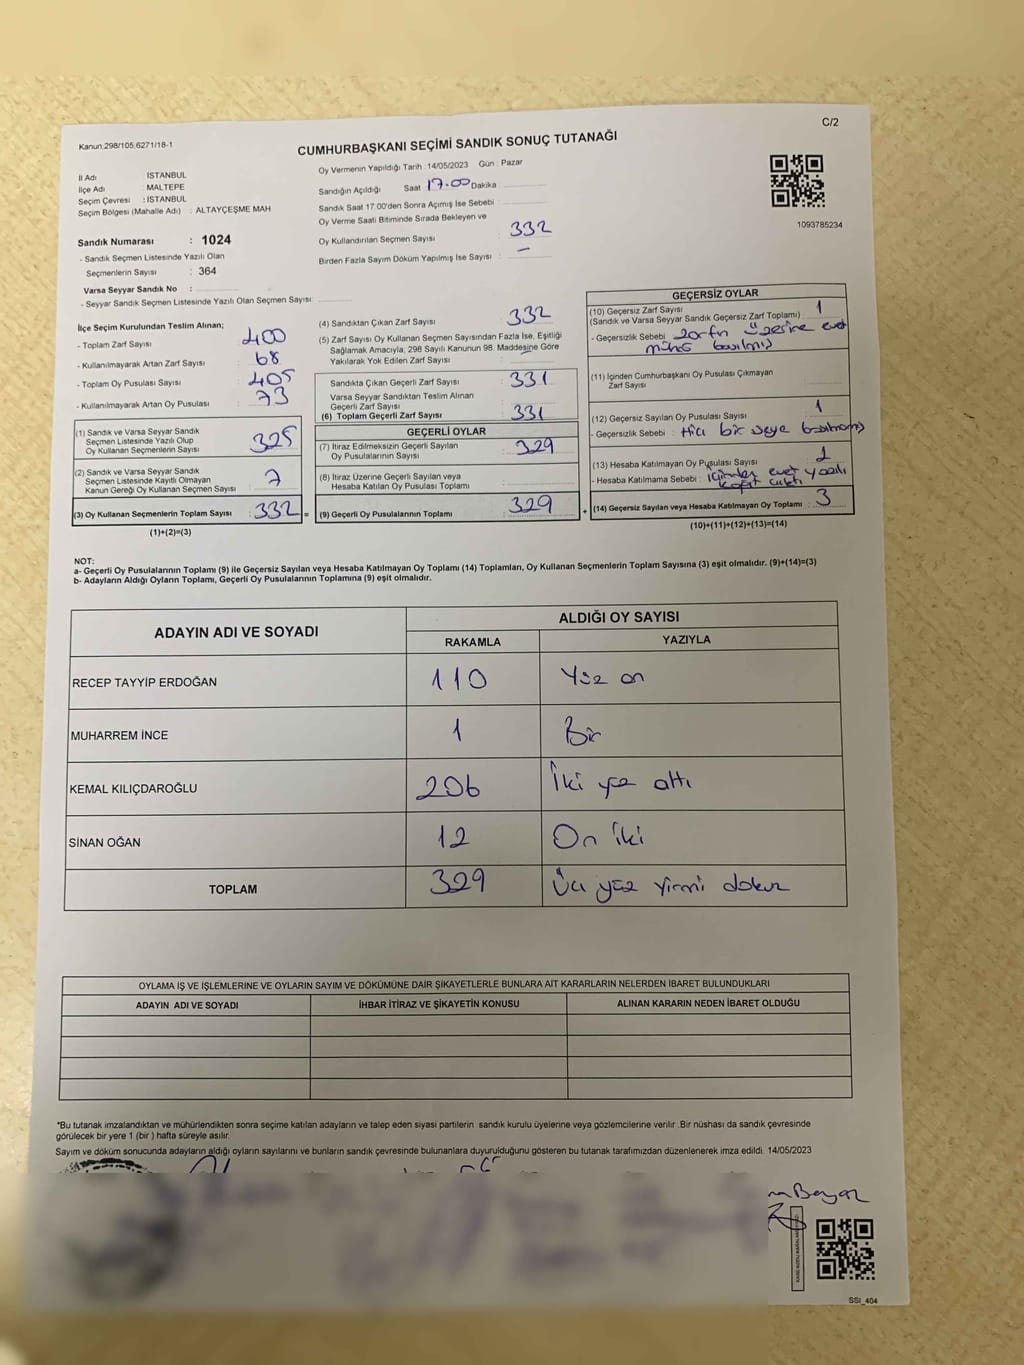 C/2
Kanun:298/105,6271/18-1
CUMHURBAŞKANI SEÇİMİ SANDIK SONUÇ TUTANAĞI
İl Adı : İSTANBUL
İlçe Adı : MALTEPE
Seçim Çevresi : İSTANBUL
Seçim Bölgesi (Mahalle Adı) : ALTAYÇEŞME MAH
Sandık Numarası : 1024
- Sandık Seçmen Listesinde Yazılı Olan
Seçmenlerin Sayısı : 364
Varsa Seyyar Sandık No :
- Seyyar Sandık Seçmen Listesinde Yazılı Olan Seçmen Sayısı:
Oy Vermenin Yapıldığı Tarih : 14/05/2023 Gün : Pazar
Sandığın Açıldığı Saat 17.00 Dakika
Sandık Saat 17:00'den Sonra Açımış İse Sebebi :
Oy Verme Saati Bitiminde Sırada Bekleyen ve
Oy Kullandırılan Seçmen Sayısı : 332
Birden Fazla Sayım Döküm Yapılmış İse Sayısı : -
1093785234
İlçe Seçim Kurulundan Teslim Alınan;
- Toplam Zarf Sayısı : 400
- Kullanılmayarak Artan Zarf Sayısı : 68
- Toplam Oy Pusulası Sayısı : 405
- Kullanılmayarak Artan Oy Pusulası : 73
(1) Sandık ve Varsa Seyyar Sandık
Seçmen Listesinde Yazılı Olup
Oy Kullanan Seçmenlerin Sayısı : 325
(2) Sandık ve Varsa Seyyar Sandık
Seçmen Listesinde Kayıtlı Olmayan
Kanun Gereği Oy Kullanan Seçmen Sayısı : 7
(3) Oy Kullanan Seçmenlerin Toplam Sayısı : 332 =
(1)+(2)=(3)
(4) Sandıktan Çıkan Zarf Sayısı : 332
(5) Zarf Sayısı Oy Kullanan Seçmen Sayısından Fazla İse, Eşitliği
Sağlamak Amacıyla, 298 Sayılı Kanunun 98. Maddesine Göre
Yakılarak Yok Edilen Zarf Sayısı :
Sandıkta Çıkan Geçerli Zarf Sayısı : 331
Varsa Seyyar Sandıktan Teslim Alınan
Geçerli Zarf Sayısı :
(6) Toplam Geçerli Zarf Sayısı : 331
GEÇERLİ OYLAR
(7) İtiraz Edilmeksizin Geçerli Sayılan
Oy Pusulalarının Sayısı : 329
(8) İtiraz Üzerine Geçerli Sayılan veya
Hesaba Katılan Oy Pusulası Toplamı :
(9) Geçerli Oy Pusulalarının Toplamı : 329 +
GEÇERSİZ OYLAR
(10) Geçersiz Zarf Sayısı
(Sandık ve Varsa Seyyar Sandık Geçersiz Zarf Toplamı) : 1
- Geçersizlik Sebebi : zarfın üzerine evet
mührü basılmış
(11) İçinden Cumhurbaşkanı Oy Pusulası Çıkmayan
Zarf Sayısı :
(12) Geçersiz Sayılan Oy Pusulası Sayısı : 1
- Geçersizlik Sebebi : Hiç bir şeye basılmamış
(13) Hesaba Katılmayan Oy Pusulası Sayısı : 1
- Hesaba Katılmama Sebebi : içinden evet yazılı
kağıt çıktı
(14) Geçersiz Sayılan veya Hesaba Katılmayan Oy Toplamı : 3
(10)+(11)+(12)+(13)=(14)
NOT:
a- Geçerli Oy Pusulalarının Toplamı (9) ile Geçersiz Sayılan veya Hesaba Katılmayan Oy Toplamı (14) Toplamları, Oy Kullanan Seçmenlerin Toplam Sayısına (3) eşit olmalıdır. (9)+(14)=(3)
b- Adayların Aldığı Oyların Toplamı, Geçerli Oy Pusulalarının Toplamına (9) eşit olmalıdır.
ADAYIN ADI VE SOYADI ALDIĞI OY SAYISI
RAKAMLA YAZIYLA
RECEP TAYYİP ERDOĞAN 110 Yüz on
MUHARREM İNCE 1 Bir
KEMAL KILIÇDAROĞLU 206 İki yüz altı
SİNAN OĞAN 12 On iki
TOPLAM 329 Üç yüz yirmi dokuz
OYLAMA İŞ VE İŞLEMLERİNE VE OYLARIN SAYIM VE DÖKÜMÜNE DAİR ŞİKAYETLERLE BUNLARA AİT KARARLARIN NELERDEN İBARET BULUNDUKLARI
ADAYIN ADI VE SOYADI İHBAR İTİRAZ VE ŞİKAYETİN KONUSU ALINAN KARARIN NEDEN İBARET OLDUĞU
*Bu tutanak imzalandıktan ve mühürlendikten sonra seçime katılan adayların ve talep eden siyasi partilerin sandık kurulu üyelerine veya gözlemcilerine verilir .Bir nüshası da sandık çevresinde
görülecek bir yere 1 (bir ) hafta süreyle asılır.
Sayım ve döküm sonucunda adayların aldığı oyların sayılarını ve bunların sandık çevresinde bulunanlara duyurulduğunu gösteren bu tutanak tarafımızdan düzenlenerek imza edildi. 14/05/2023
SSI_404